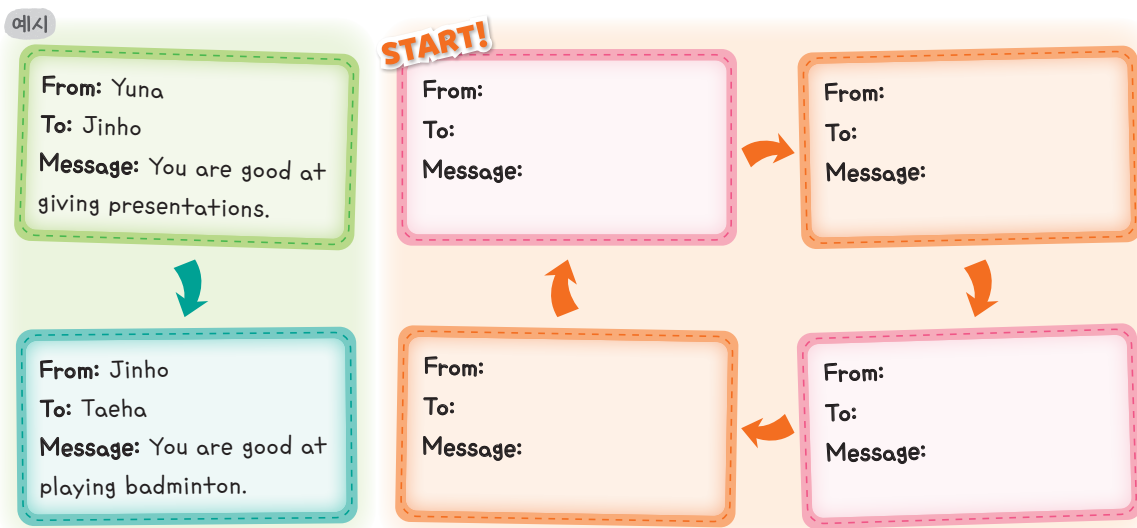 예시
From: Yuna
To: Jinho
Message: You are good at
giving presentations.
From: Jinho
To: Taeha
Message: You are good at
playing badminton.
START!
From:
To:
Message:
From:
To:
Message:
From:
To:
Message:
From:
To:
Message: